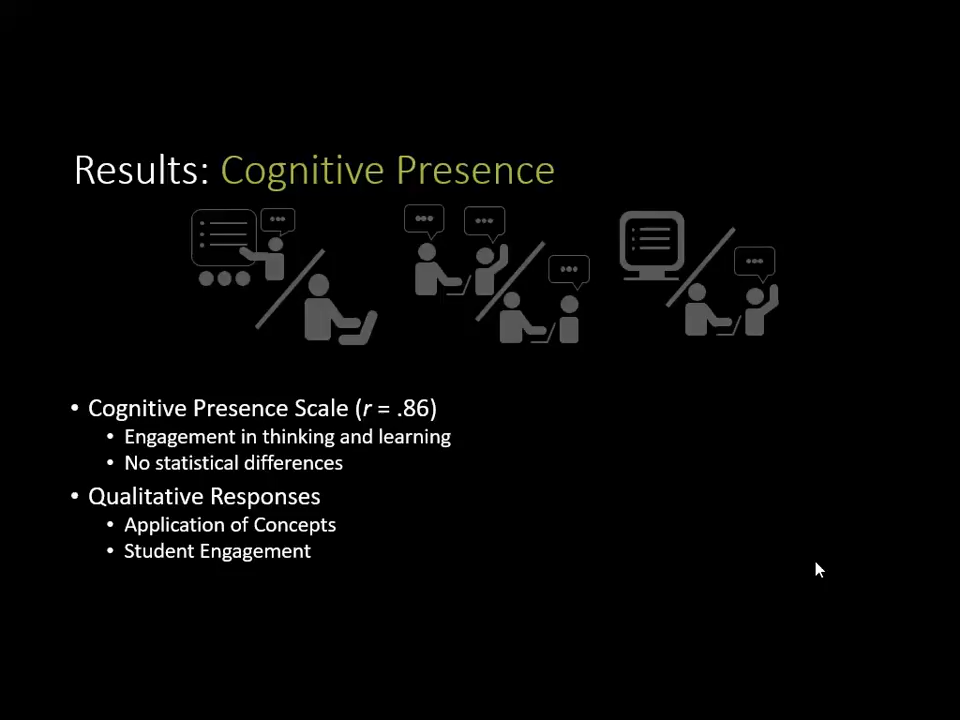 Results: Cognitive Presence
• Cognitive Presence Scale (r = .86)
• Engagement in thinking and learning
• No statistical differences
• Qualitative Responses
• Application of Concepts
• Student Engagement